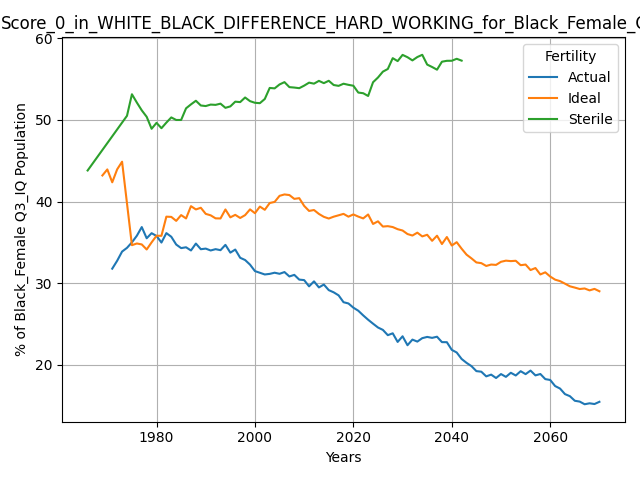 Score_0_in_WHITE_BLACK_DIFFERENCE_HARD_WORKING_for_Black_Female_
60
50
40
30
20
% of Black_Female Q3_IQ Population
1980
2000
2020
2040
2060
Years
Fertility
Actual
Ideal
Sterile